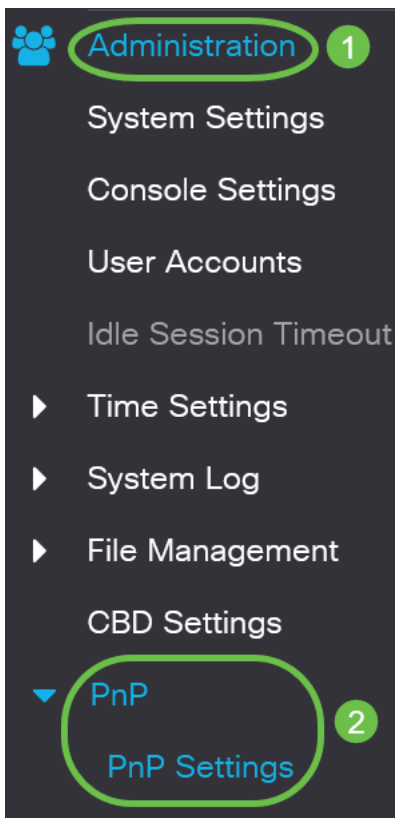 Administration 1
System Settings
Console Settings
User Accounts
Idle Session Timeout
Time Settings
System Log
File Management
CBD Settings
PnP
2
PnP Settings